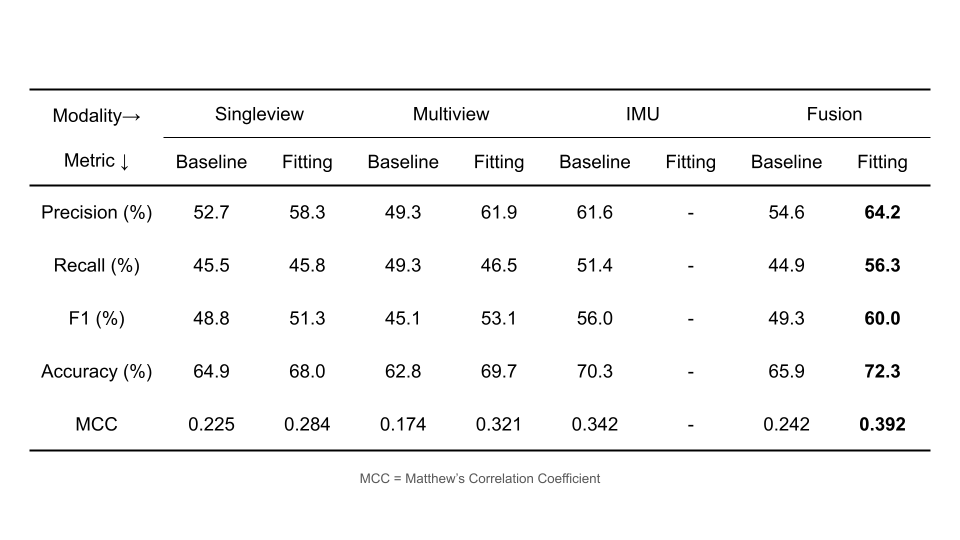 Modality→ Singleview Multiview IMU Fusion
Metric ↓ Baseline Fitting Baseline Fitting Baseline Fitting Baseline Fitting
Precision (%) 52.7 58.3 49.3 61.9 61.6 - 54.6 64.2
Recall (%) 45.5 45.8 49.3 46.5 51.4 - 44.9 56.3
F1 (%) 48.8 51.3 45.1 53.1 56.0 - 49.3 60.0
Accuracy (%) 64.9 68.0 62.8 69.7 70.3 - 65.9 72.3
MCC 0.225 0.284 0.174 0.321 0.342 - 0.242 0.392
MCC = Matthew’s Correlation Coefficient